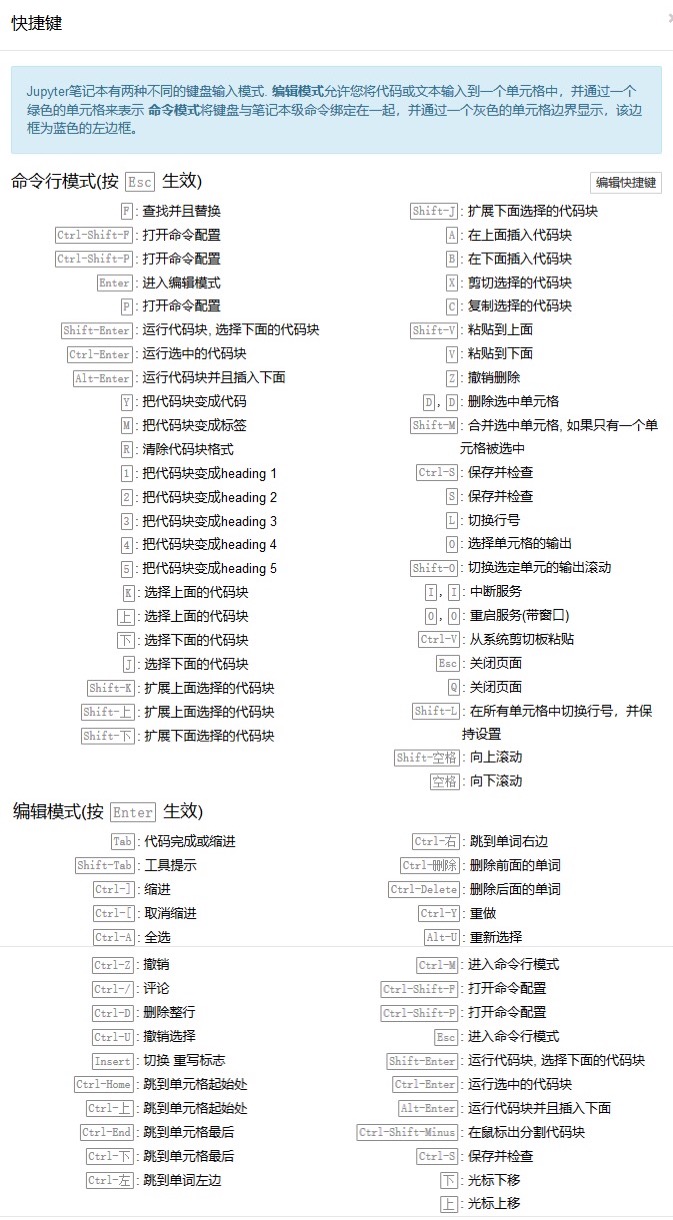 快捷键
Jupyter笔记本有两种不同的键盘输入模式. 编辑模式允许您将代码或文本输入到一个单元格中，并通过一个
绿色的单元格来表示 命令模式将键盘与笔记本级命令绑定在一起，并通过一个灰色的单元格边界显示，该边
框为蓝色的左边框。
命令行模式(按 Esc 生效)
编辑快捷键
F : 查找并且替换
Ctrl-Shift-F : 打开命令配置
Ctrl-Shift-P : 打开命令配置
Enter : 进入编辑模式
P : 打开命令配置
Shift-Enter : 运行代码块, 选择下面的代码块
Ctrl-Enter : 运行选中的代码块
Alt-Enter : 运行代码块并且插入下面
Y : 把代码块变成代码
M : 把代码块变成标签
R : 清除代码块格式
1 : 把代码块变成heading 1
2 : 把代码块变成heading 2
3 : 把代码块变成heading 3
4 : 把代码块变成heading 4
5 : 把代码块变成heading 5
K : 选择上面的代码块
上 : 选择上面的代码块
下 : 选择下面的代码块
J : 选择下面的代码块
Shift-K : 扩展上面选择的代码块
Shift-上 : 扩展上面选择的代码块
Shift-下 : 扩展下面选择的代码块
Shift-J : 扩展下面选择的代码块
A : 在上面插入代码块
B : 在下面插入代码块
X : 剪切选择的代码块
C : 复制选择的代码块
Shift-V : 粘贴到上面
V : 粘贴到下面
Z : 撤销删除
D, D : 删除选中单元格
Shift-M : 合并选中单元格, 如果只有一个单
元格被选中
Ctrl-S : 保存并检查
S : 保存并检查
L : 切换行号
O : 选择单元格的输出
Shift-O : 切换选定单元的输出滚动
I, I : 中断服务
0, 0 : 重启服务(带窗口)
Ctrl-V : 从系统剪切板粘贴
Esc : 关闭页面
Q : 关闭页面
Shift-L : 在所有单元格中切换行号，并保
持设置
Shift-空格 : 向上滚动
空格 : 向下滚动
编辑模式(按 Enter 生效)
Tab : 代码完成或缩进
Shift-Tab : 工具提示
Ctrl-] : 缩进
Ctrl-[ : 取消缩进
Ctrl-A : 全选
Ctrl-Z : 撤销
Ctrl-/ : 评论
Ctrl-D : 删除整行
Ctrl-U : 撤销选择
Insert : 切换 重写标志
Ctrl-Home : 跳到单元格起始处
Ctrl-上 : 跳到单元格起始处
Ctrl-End : 跳到单元格最后
Ctrl-下 : 跳到单元格最后
Ctrl-左 : 跳到单词左边
Ctrl-右 : 跳到单词右边
Ctrl-删除 : 删除前面的单词
Ctrl-Delete : 删除后面的单词
Ctrl-Y : 重做
Alt-U : 重新选择
Ctrl-M : 进入命令行模式
Ctrl-Shift-F : 打开命令配置
Ctrl-Shift-P : 打开命令配置
Esc : 进入命令行模式
Shift-Enter : 运行代码块, 选择下面的代码块
Ctrl-Enter : 运行选中的代码块
Alt-Enter : 运行代码块并且插入下面
Ctrl-Shift-Minus : 在鼠标出分割代码块
Ctrl-S : 保存并检查
下 : 光标下移
上 : 光标上移